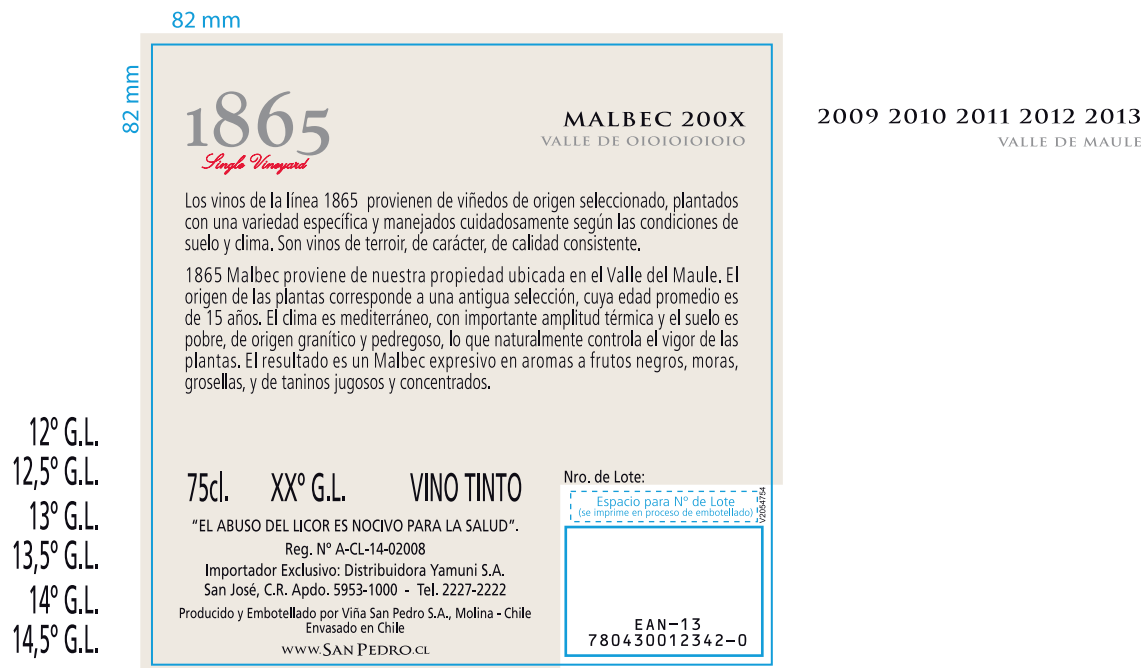 82 mm
82 mm
1865
Single Vineyard
MALBEC 200X
VALLE DE OIOIOIOIOIO
2009 2010 2011 2012 2013
VALLE DE MAULE
Los vinos de la línea 1865 provienen de viñedos de origen seleccionado, plantados
con una variedad específica y manejados cuidadosamente según las condiciones de
suelo y clima. Son vinos de terroir, de carácter, de calidad consistente.
1865 Malbec proviene de nuestra propiedad ubicada en el Valle del Maule. El
origen de las plantas corresponde a una antigua selección, cuya edad promedio es
de 15 años. El clima es mediterráneo, con importante amplitud térmica y el suelo es
pobre, de origen granítico y pedregoso, lo que naturalmente controla el vigor de las
plantas. El resultado es un Malbec expresivo en aromas a frutos negros, moras,
grosellas, y de taninos jugosos y concentrados.
12º G.L.
12,5º G.L.
13º G.L.
13,5º G.L.
14º G.L.
14,5º G.L.
75cl. XXº G.L. VINO TINTO
"EL ABUSO DEL LICOR ES NOCIVO PARA LA SALUD".
Reg. Nº A-CL-14-02008
Importador Exclusivo: Distribuidora Yamuni S.A.
San José, C.R. Apdo. 5953-1000 - Tel. 2227-2222
Producido y Embotellado por Viña San Pedro S.A., Molina - Chile
Envasado en Chile
WWW.SAN PEDRO.CL
Nro. de Lote:
Espacio para Nº de Lote
(se imprime en proceso de embotellado)
V2054754
EAN-13
780430012342-0